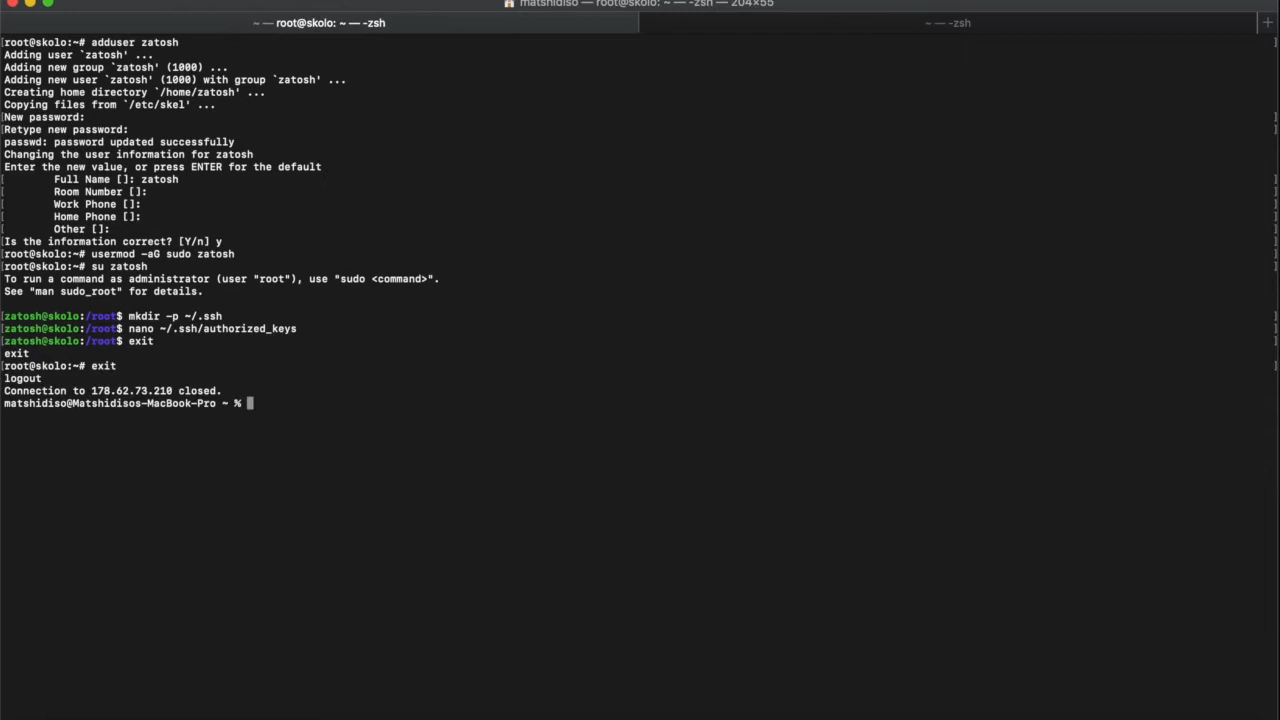 matshidiso — root@skolo: ~ — -zsh — 204×55
~ — root@skolo: ~ — -zsh
~ — -zsh
[root@skolo:~# adduser zatosh
Adding user `zatosh' ...
Adding new group `zatosh' (1000) ...
Adding new user `zatosh' (1000) with group `zatosh' ...
Creating home directory `/home/zatosh' ...
Copying files from `/etc/skel' ...
[New password:
[Retype new password:
passwd: password updated successfully
Changing the user information for zatosh
Enter the new value, or press ENTER for the default
[ Full Name []: zatosh
[ Room Number []:
[ Work Phone []:
[ Home Phone []:
[ Other []:
[Is the information correct? [Y/n] y
[root@skolo:~# usermod -aG sudo zatosh
[root@skolo:~# su zatosh
To run a command as administrator (user "root"), use "sudo <command>".
See "man sudo_root" for details.
[zatosh@skolo:/root$ mkdir -p ~/.ssh
[zatosh@skolo:/root$ nano ~/.ssh/authorized_keys
[zatosh@skolo:/root$ exit
exit
[root@skolo:~# exit
logout
Connection to 178.62.73.210 closed.
matshidiso@Matshidisos-MacBook-Pro ~ %